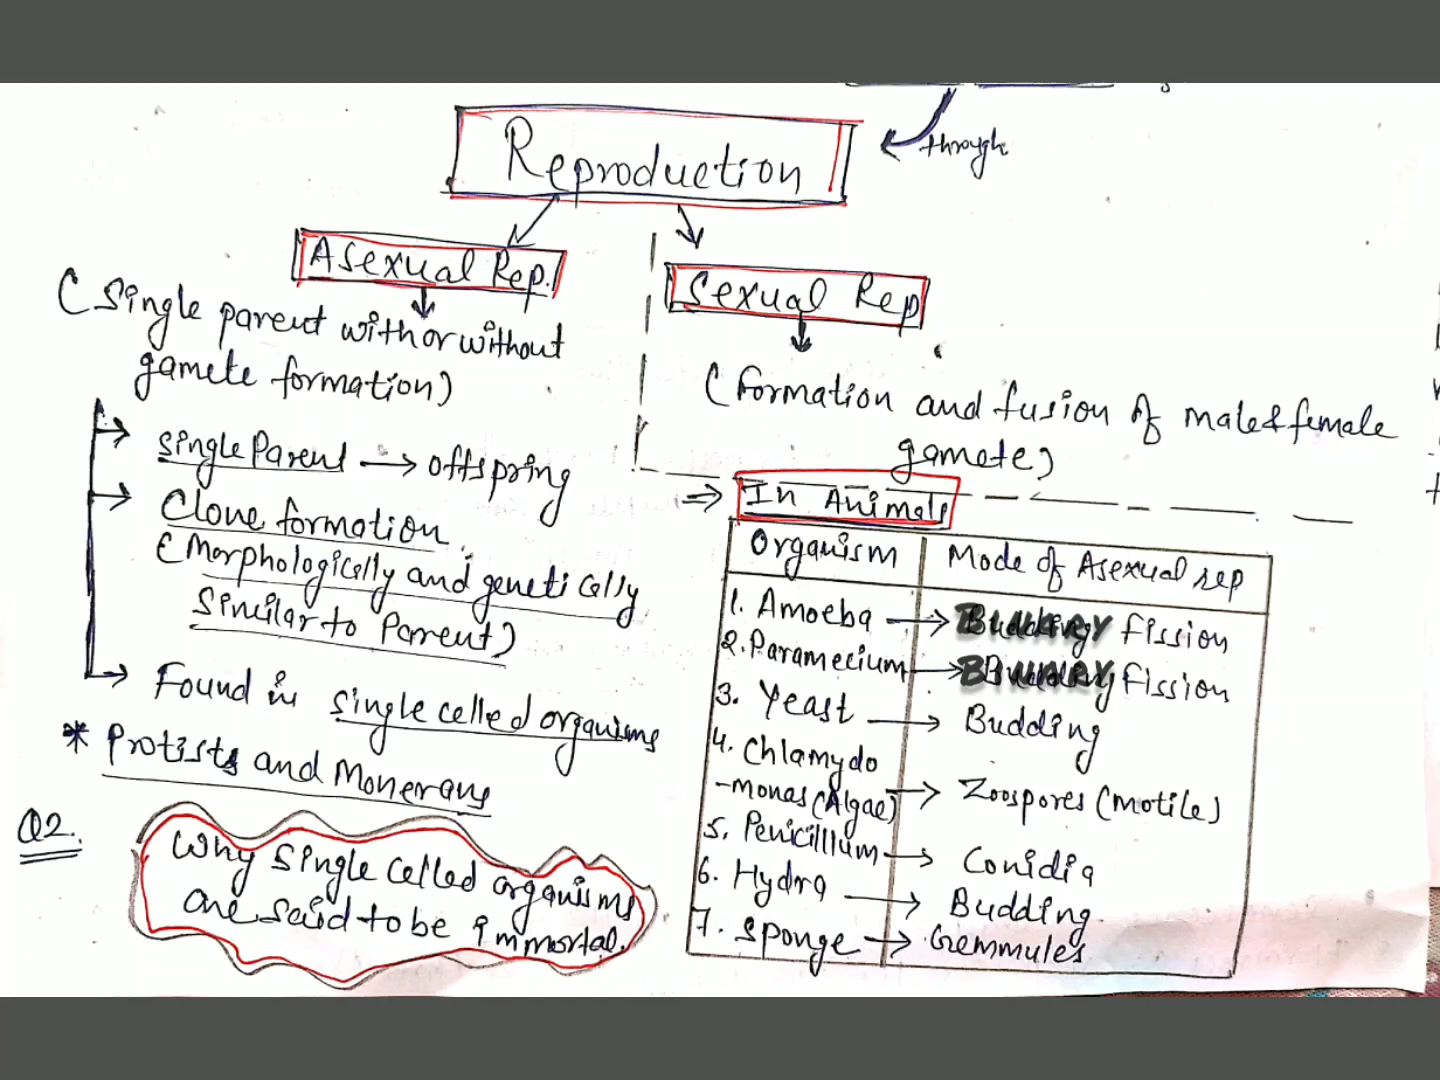 through
Reproduction
Asexual Rep.
Sexual Rep
(Single parent with or without
gamete formation)
(Formation and fusion of male & female
gamete)
Single Parent → offspring
Clone formation
(Morphologically and genetically
Similar to Parent)
Found in single celled organisms
* Protists and Monerans
Q2.
Why single celled organisms
are said to be immortal.
⇒ In Animals
Organism Mode of Asexual rep
1. Amoeba → BINARY fission
2. Paramecium → BINARY fission
3. Yeast → Budding
4. Chlamydo
-monas (Algae) → Zoospores (motile)
5. Penicillium → Conidia
6. Hydra → Budding
7. Sponge → Gemmules